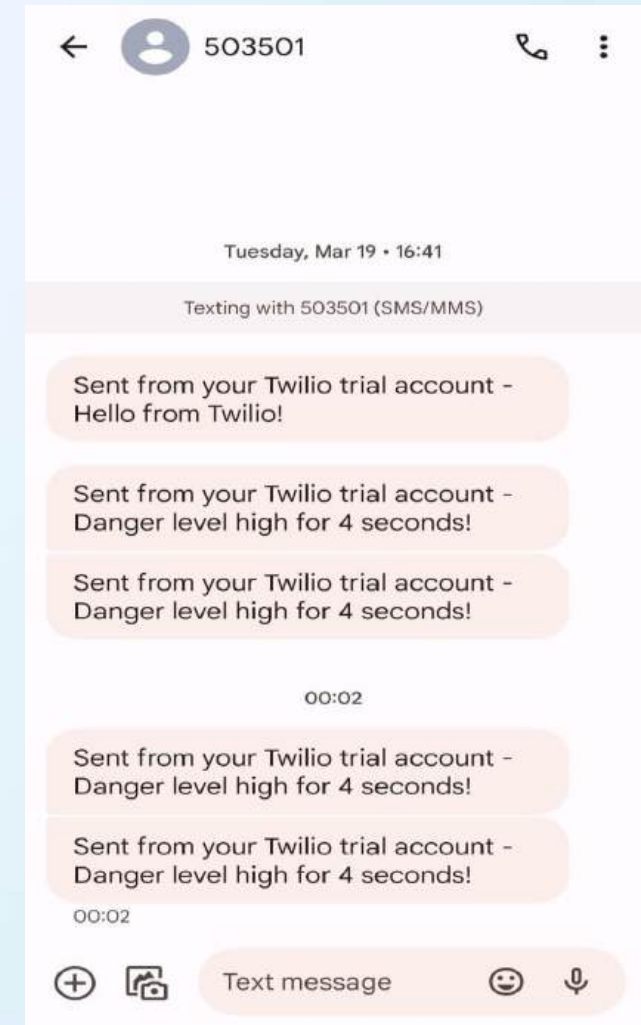 503501
Tuesday, Mar 19 • 16:41
Texting with 503501 (SMS/MMS)
Sent from your Twilio trial account -
Hello from Twilio!
Sent from your Twilio trial account -
Danger level high for 4 seconds!
Sent from your Twilio trial account -
Danger level high for 4 seconds!
00:02
Sent from your Twilio trial account -
Danger level high for 4 seconds!
Sent from your Twilio trial account -
Danger level high for 4 seconds!
00:02
Text message